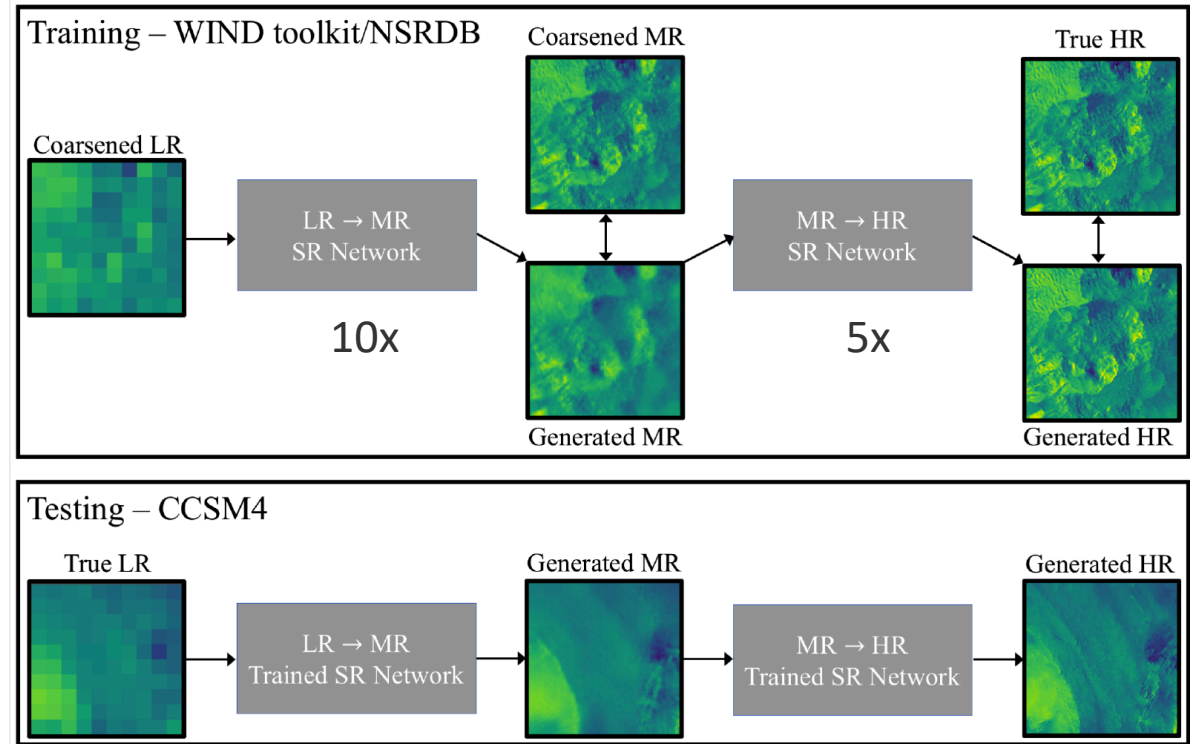 Training – WIND toolkit/NSRDB
Coarsened MR
True HR
Coarsened LR
LR → MR
SR Network
MR → HR
SR Network
10x
5x
Generated MR
Generated HR
Testing – CCSM4
True LR
Generated MR
Generated HR
LR → MR
Trained SR Network
MR → HR
Trained SR Network